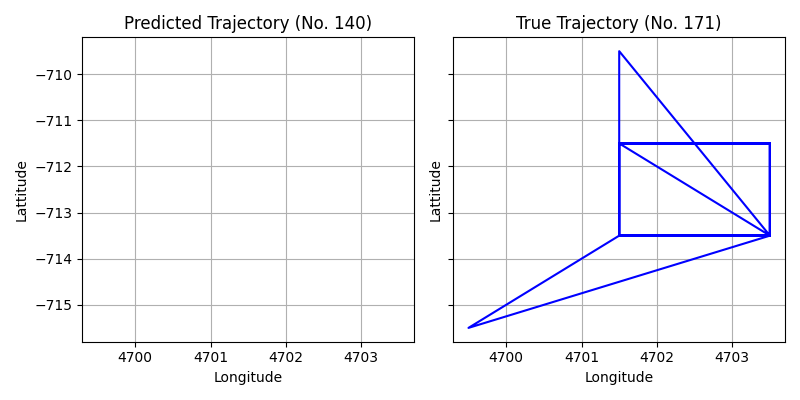 Predicted Trajectory (No. 140)
True Trajectory (No. 171)
−710
−711
−712
−713
−714
−715
Lattitude
Lattitude
4700 4701 4702 4703
4700 4701 4702 4703
Longitude
Longitude